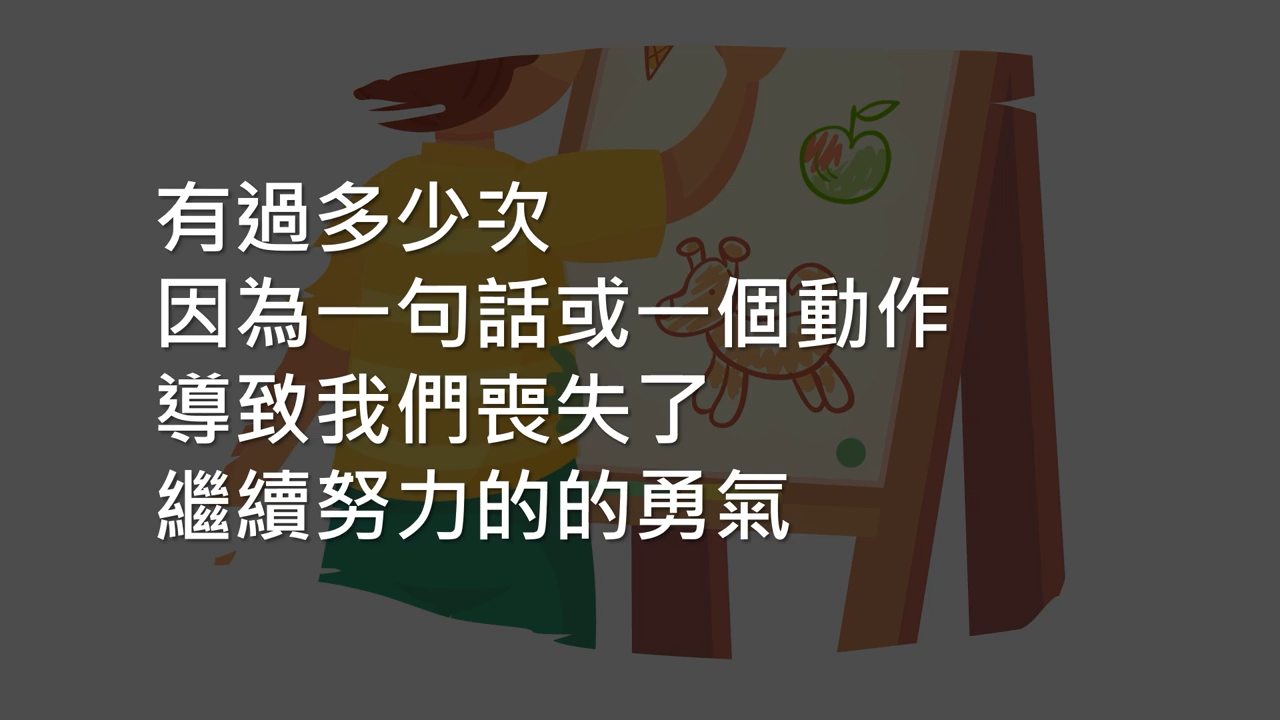 有過多少次
因為一句話或一個動作
導致我們喪失了
繼續努力的的勇氣